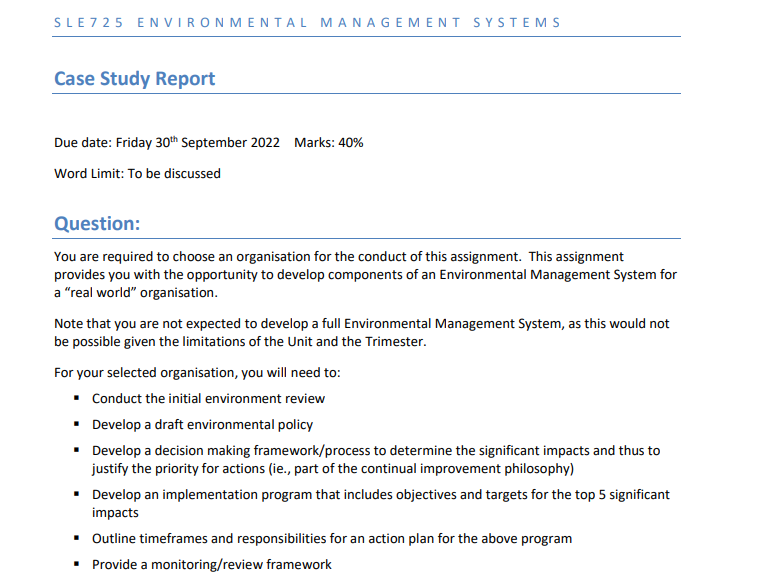 SLE725 ENVIRONMENTAL MANAGEMENT SYSTEMS
Case Study Report
Due date: Friday 30th September 2022 Marks: 40%
Word Limit: To be discussed
Question:
You are required to choose an organisation for the conduct of this assignment. This assignment
provides you with the opportunity to develop components of an Environmental Management System for
a “real world” organisation.
Note that you are not expected to develop a full Environmental Management System, as this would not
be possible given the limitations of the Unit and the Trimester.
For your selected organisation, you will need to:
▪ Conduct the initial environment review
▪ Develop a draft environmental policy
▪ Develop a decision making framework/process to determine the significant impacts and thus to
justify the priority for actions (ie., part of the continual improvement philosophy)
▪ Develop an implementation program that includes objectives and targets for the top 5 significant
impacts
▪ Outline timeframes and responsibilities for an action plan for the above program
▪ Provide a monitoring/review framework